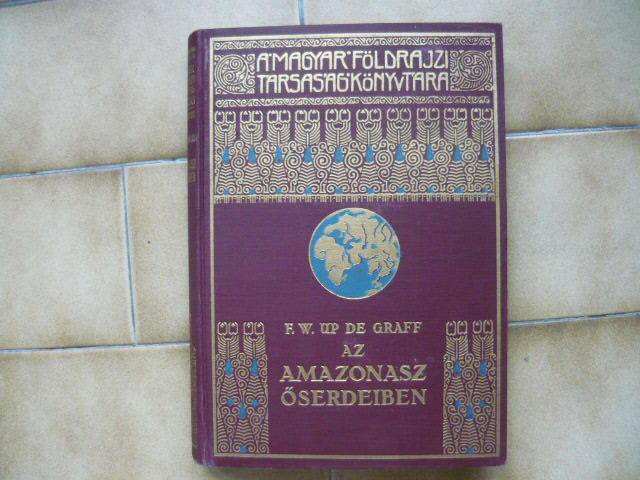 A MAGYAR FÖLDRAJZI
TÁRSASÁG KÖNYVTÁRA
F. W. UP DE GRAFF
AZ
AMAZONASZ
ŐSERDEIBEN